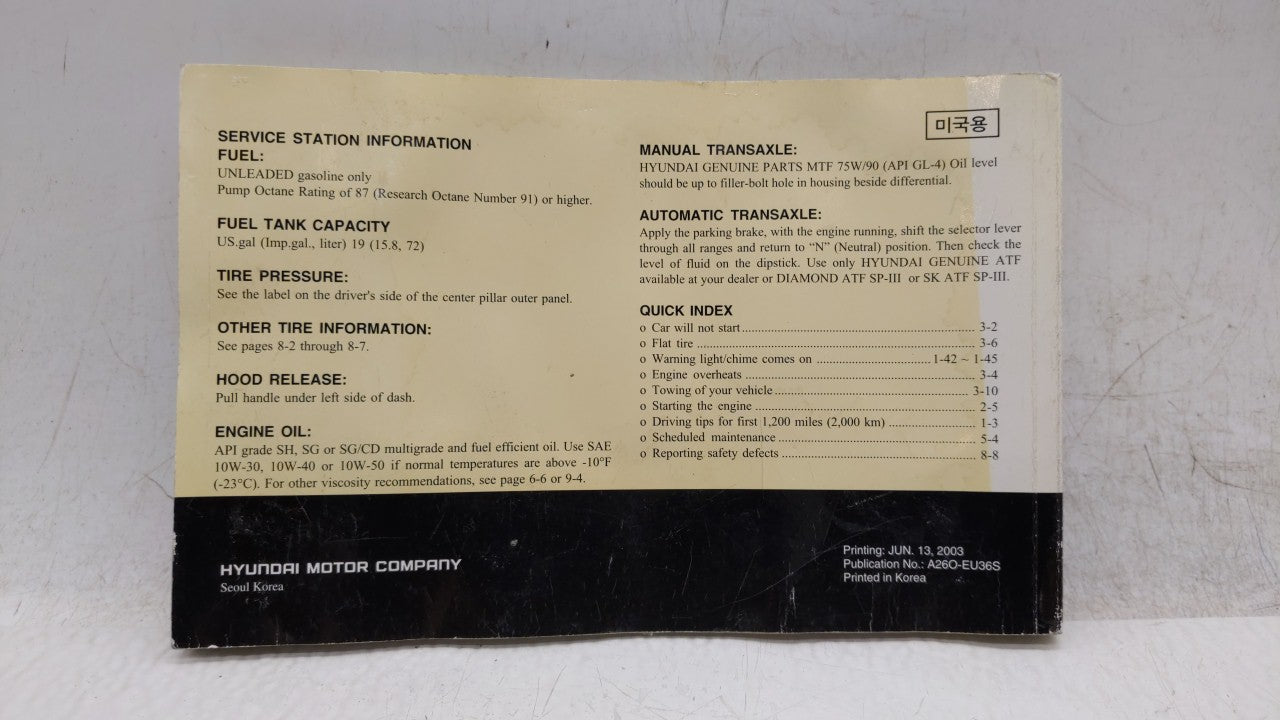 미국용
SERVICE STATION INFORMATION
FUEL:
UNLEADED gasoline only
Pump Octane Rating of 87 (Research Octane Number 91) or higher.
FUEL TANK CAPACITY
US.gal (Imp.gal., liter) 19 (15.8, 72)
TIRE PRESSURE:
See the label on the driver's side of the center pillar outer panel.
OTHER TIRE INFORMATION:
See pages 8-2 through 8-7.
HOOD RELEASE:
Pull handle under left side of dash.
ENGINE OIL:
API grade SH, SG or SG/CD multigrade and fuel efficient oil. Use SAE
10W-30, 10W-40 or 10W-50 if normal temperatures are above -10°F
(-23°C). For other viscosity recommendations, see page 6-6 or 9-4.
MANUAL TRANSAXLE:
HYUNDAI GENUINE PARTS MTF 75W/90 (API GL-4) Oil level
should be up to filler-bolt hole in housing beside differential.
AUTOMATIC TRANSAXLE:
Apply the parking brake, with the engine running, shift the selector lever
through all ranges and return to “N” (Neutral) position. Then check the
level of fluid on the dipstick. Use only HYUNDAI GENUINE ATF
available at your dealer or DIAMOND ATF SP-III or SK ATF SP-III.
QUICK INDEX
o Car will not start ........ 3-2
o Flat tire ........ 3-6
o Warning light/chime comes on ........ 1-42 ~ 1-45
o Engine overheats ........ 3-4
o Towing of your vehicle ........ 3-10
o Starting the engine ........ 2-5
o Driving tips for first 1,200 miles (2,000 km) ........ 1-3
o Scheduled maintenance ........ 5-4
o Reporting safety defects ........ 8-8
HYUNDAI MOTOR COMPANY
Seoul Korea
Printing: JUN. 13, 2003
Publication No.: A26O-EU36S
Printed in Korea